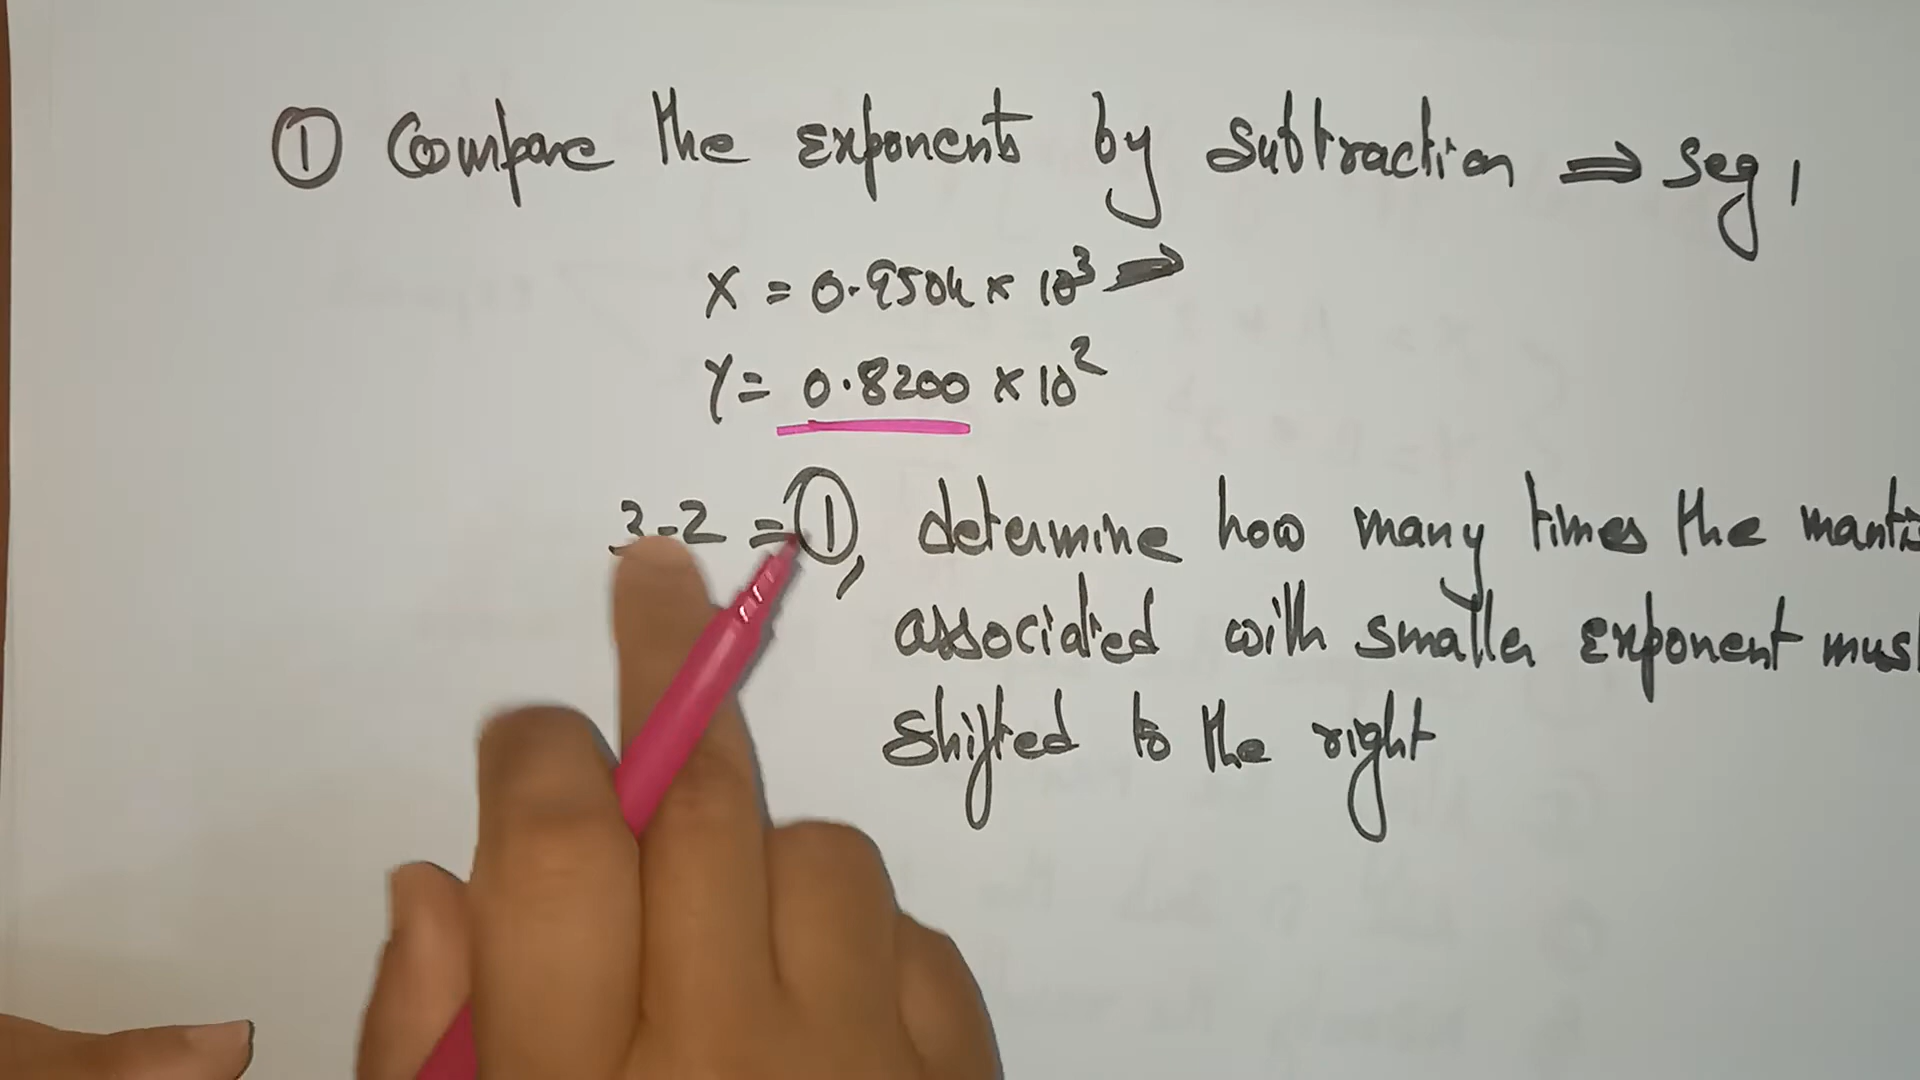 ① Compare the exponents by subtraction ⇒ seg 1
X = 0.9504 × 10³ →
Y = 0.8200 × 10²
3-2 = ①, determine how many times the
associated with smaller exponent
shifted to the right